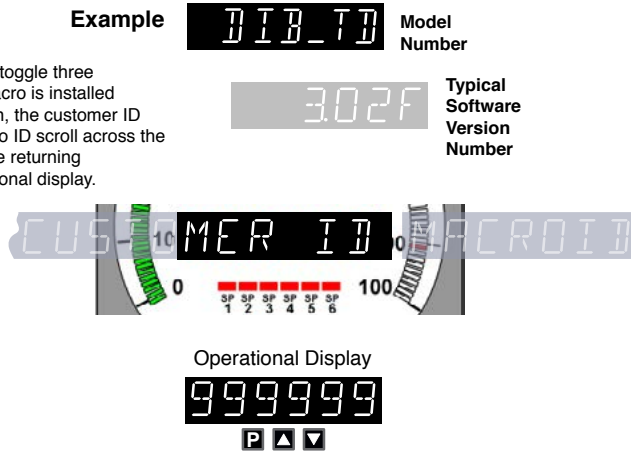 Example
DIB_TD
Model
Number
toggle three
acro is installed
n, the customer ID
o ID scroll across the
e returning
onal display.
3.02F
Typical
Software
Version
Number
CUSTOMER ID MACROID
10
0
100
SP SP SP SP SP SP
1 2 3 4 5 6
Operational Display
999999
P